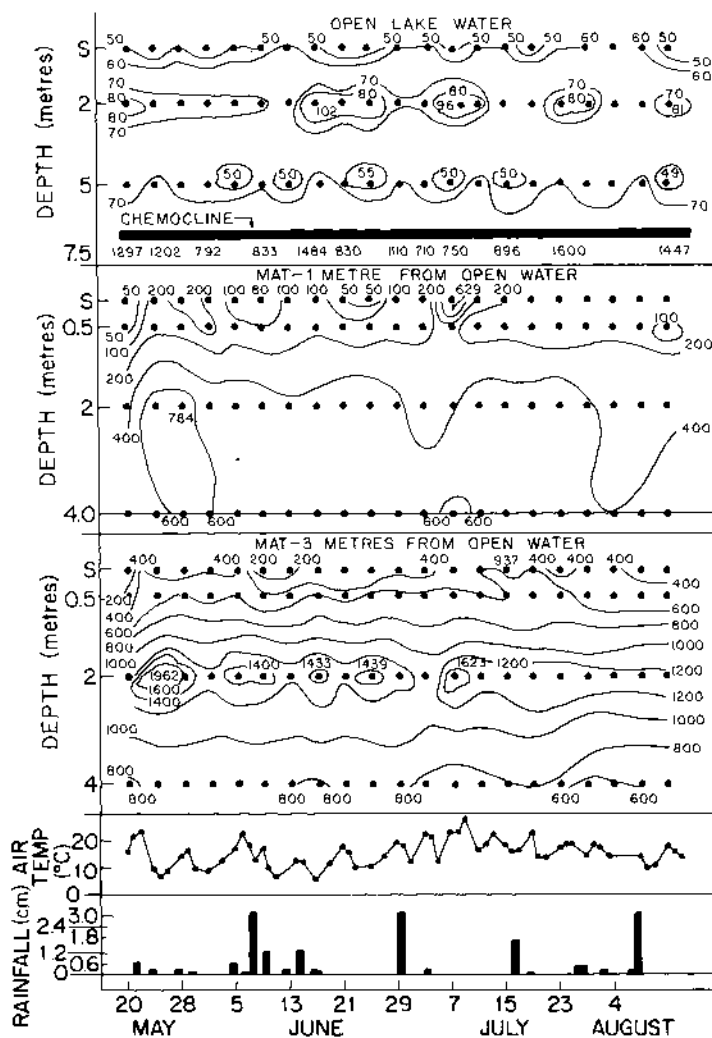 OPEN LAKE WATER
50 50 50 50 50 50 60 60 50
S
60 60 50
70 70 80 70 70
80 80 80 80
2
102 96 81
80
70
50 50 55 50 50 49
5
70 70
CHEMOCLINE
7.5
1297 1202 792 833 1484 830 1110 710 750 896 1600 1447
DEPTH (metres)
MAT-1 METRE FROM OPEN WATER
50 200 200 100 80 100 100 50 50 100 200 629 200
S
0.5
100
50
100
200
200
2
784
400
400
4.0
600 600 600 600
DEPTH (metres)
MAT-3 METRES FROM OPEN WATER
400 400 200 200 400 937 400 400 400
S
400
0.5
200
600
400
800
600
800
1000
1000
1400 1433 1439 1623 1200
1200
2
1962
1600
1400
1200
1000
1000
800
800
4
800 800 800 800 600 600
DEPTH (metres)
AIR TEMP (°C)
20
10
0
RAINFALL (cm)
3.0
2.4
1.8
1.2
0.6
0
20 28 5 13 21 29 7 15 23 4
MAY JUNE JULY AUGUST